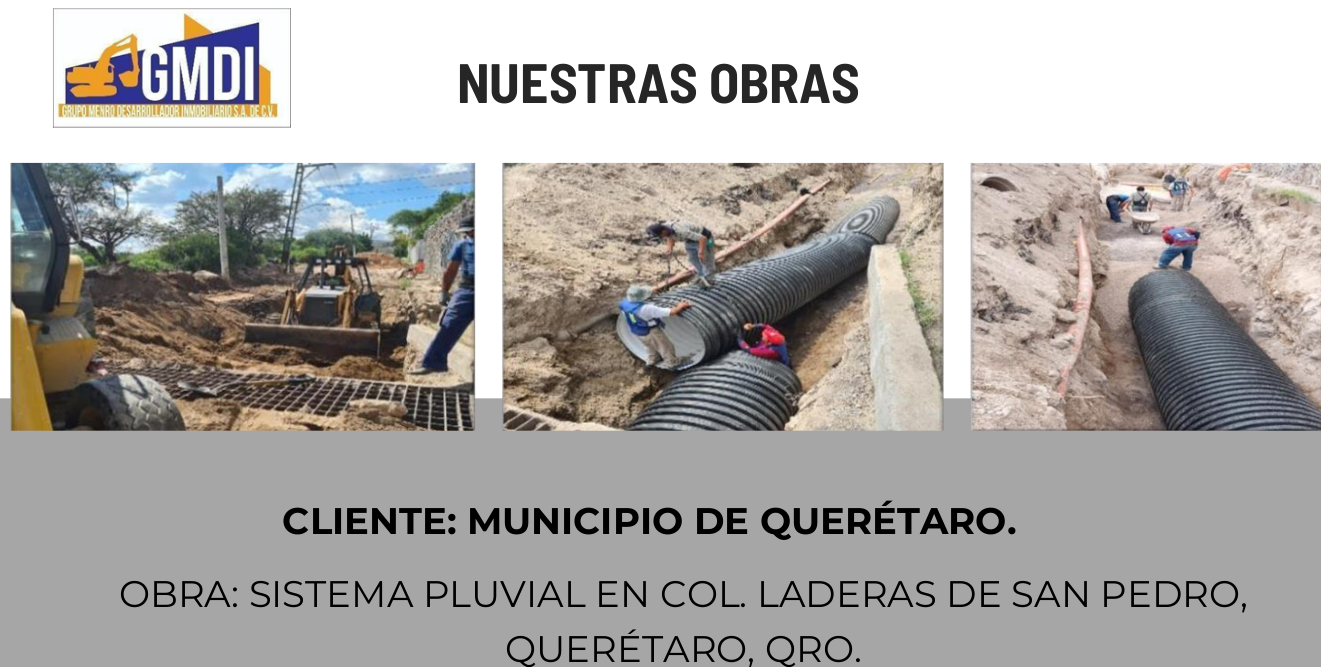 GMDI
GRUPO MENRO DESARROLLADOR INMOBILIARIO S.A. DE C.V.
NUESTRAS OBRAS
CLIENTE: MUNICIPIO DE QUERÉTARO.
OBRA: SISTEMA PLUVIAL EN COL. LADERAS DE SAN PEDRO,
QUERÉTARO, QRO.